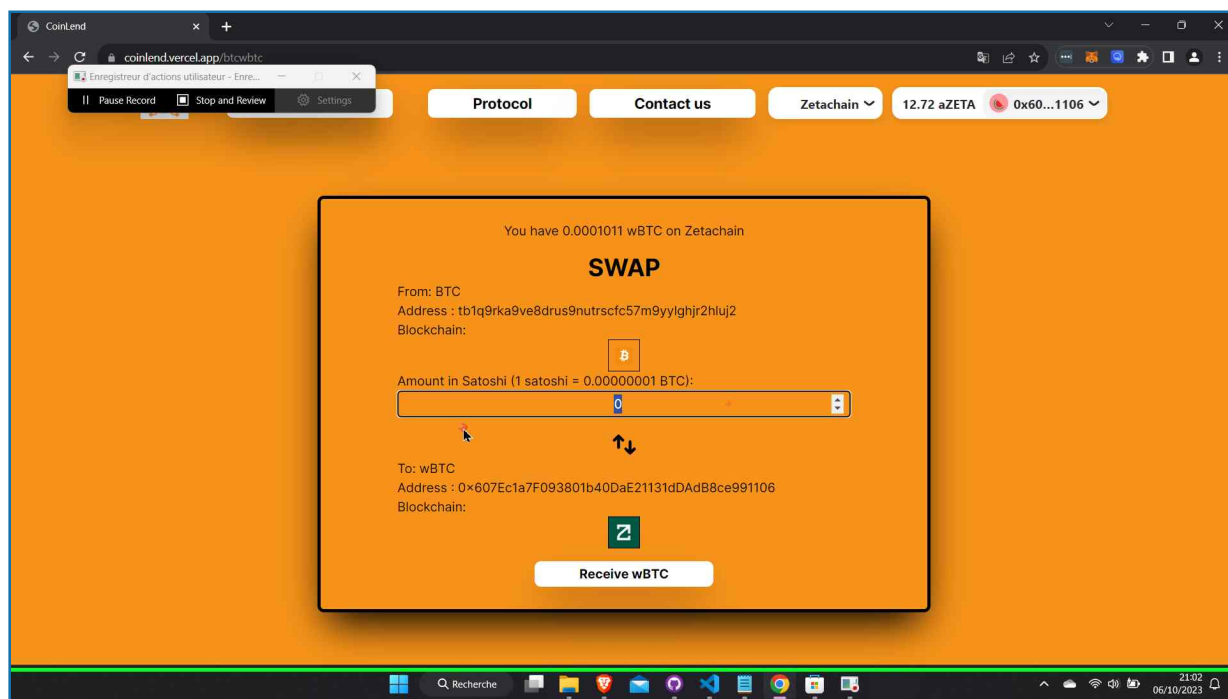 CoinLend
coinlend.vercel.app/btcwbtc
Enregistreur d'actions utilisateur - Enre...
Pause Record
Stop and Review
Settings
Protocol
Contact us
Zetachain
12.72 aZETA
0x60...1106
You have 0.0001011 wBTC on Zetachain
SWAP
From: BTC
Address : tb1q9rka9ve8drus9nutrscfc57m9yylghjr2hluj2
Blockchain:
Amount in Satoshi (1 satoshi = 0.00000001 BTC):
0
To: wBTC
Address : 0×607Ec1a7F093801b40DaE21131dDAdB8ce991106
Blockchain:
Receive wBTC
Recherche
21:02
06/10/2023